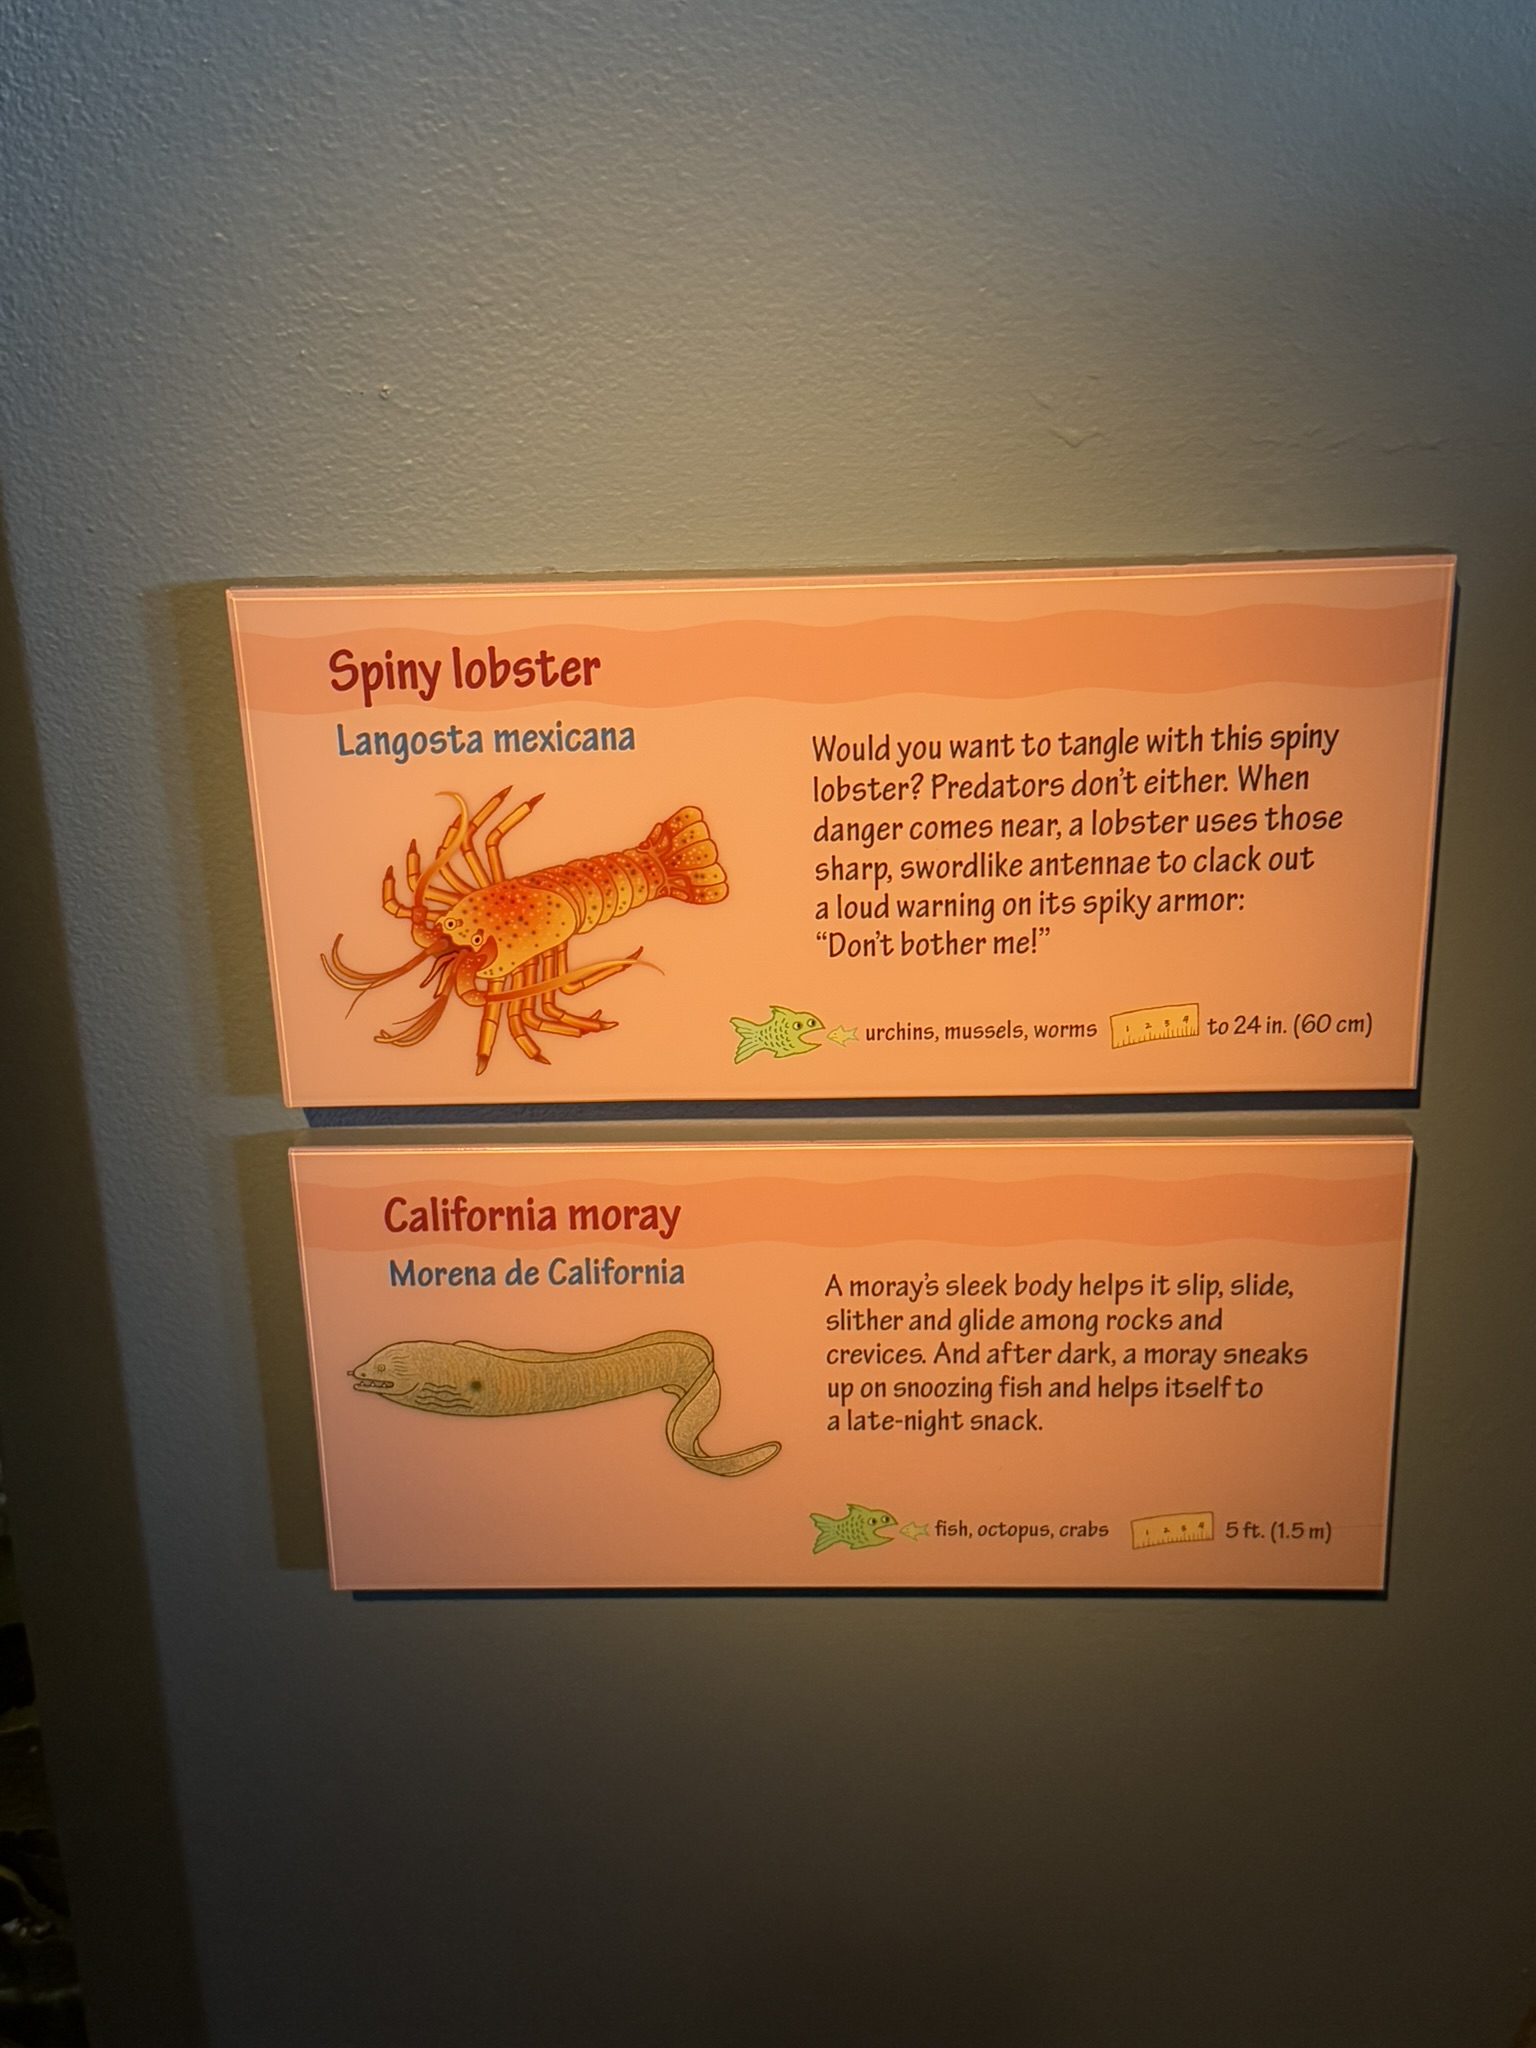 Spiny lobster
Langosta mexicana
Would you want to tangle with this spiny
lobster? Predators don't either. When
danger comes near, a lobster uses those
sharp, swordlike antennae to clack out
a loud warning on its spiky armor:
“Don't bother me!”
urchins, mussels, worms
1 2 3 4
to 24 in. (60 cm)
California moray
Morena de California
A moray's sleek body helps it slip, slide,
slither and glide among rocks and
crevices. And after dark, a moray sneaks
up on snoozing fish and helps itself to
a late-night snack.
fish, octopus, crabs
1 2 3 4
5 ft. (1.5 m)